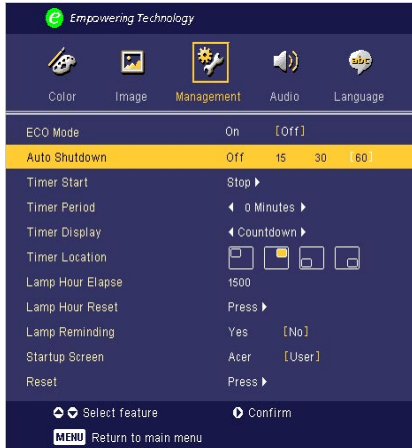 e Empowering Technology
abc
Color Image Management Audio Language
ECO Mode On [Off]
Auto Shutdown Off 15 30 [60]
Timer Start Stop
Timer Period 0 Minutes
Timer Display Countdown
Timer Location
Lamp Hour Elapse 1500
Lamp Hour Reset Press
Lamp Reminding Yes [No]
Startup Screen Acer [User]
Reset Press
Select feature Confirm
MENU Return to main menu